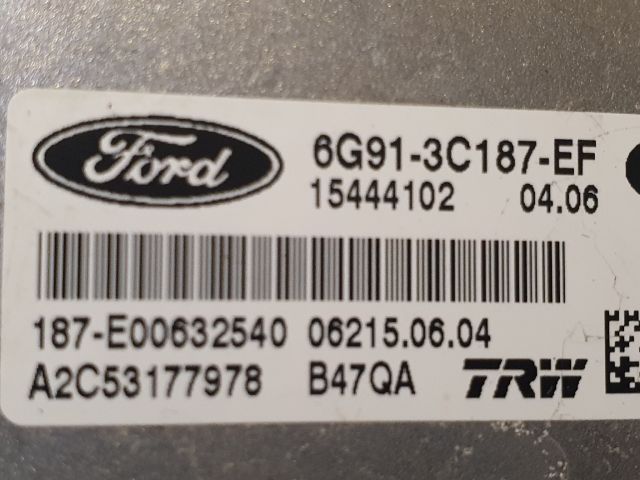 Ford 6G91-3C187-EF
15444102 04.06
187-E00632540 06215.06.04
A2C53177978 B47QA TRW